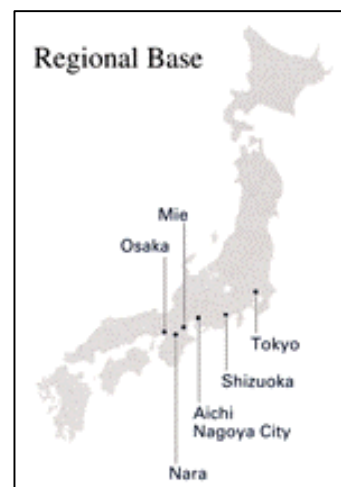 Regional Base
Mie
Osaka
Tokyo
Shizuoka
Aichi
Nagoya City
Nara